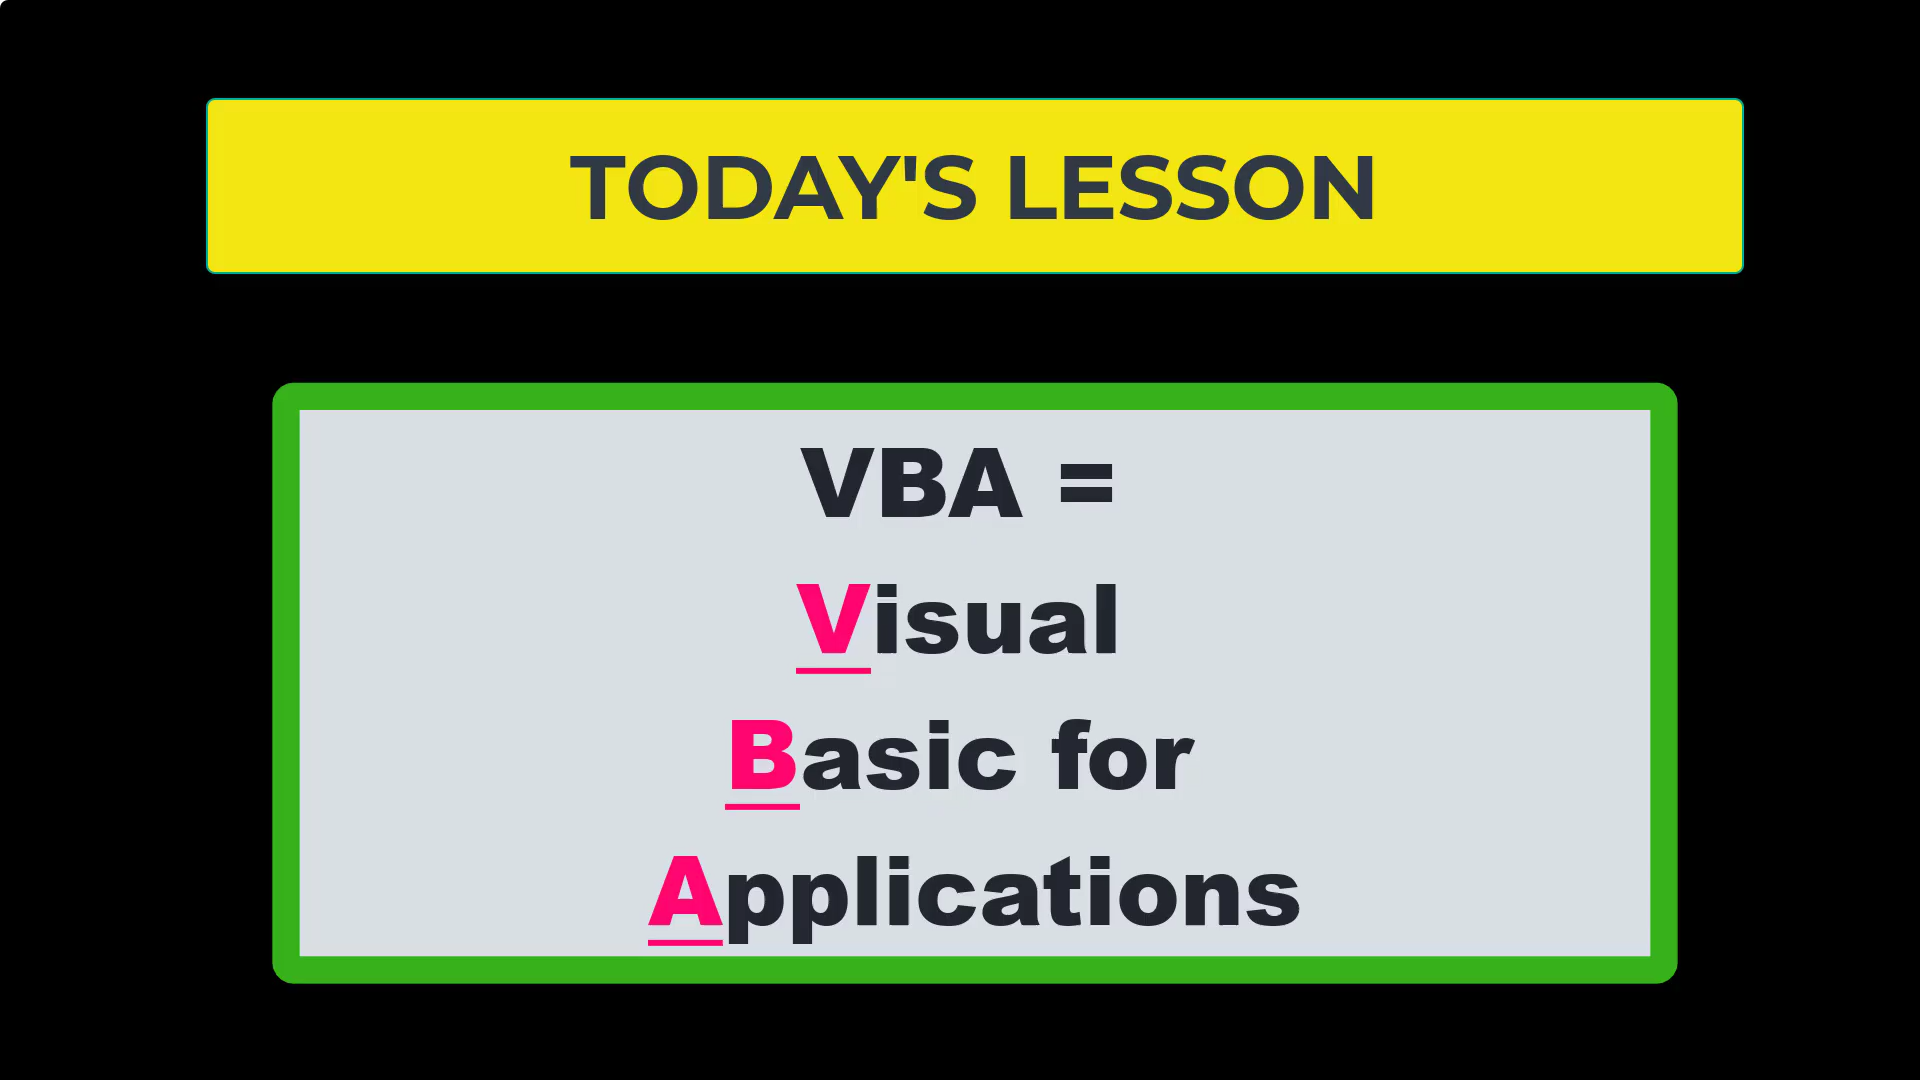 TODAY'S LESSON
VBA =
Visual
Basic for
Applications